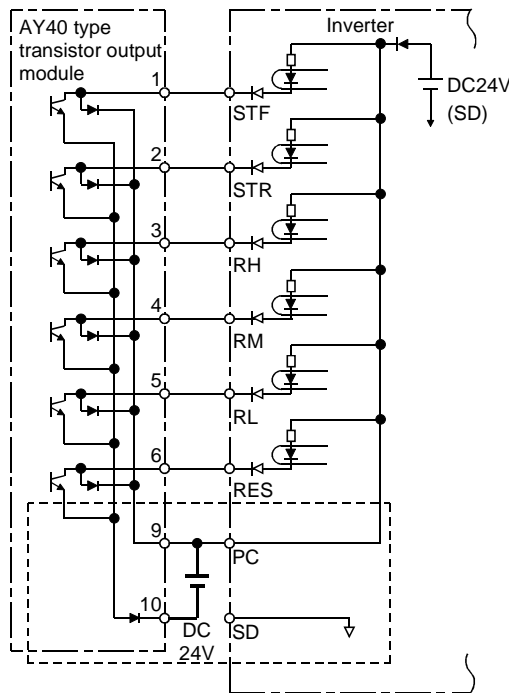 AY40 type
transistor output
module
Inverter
DC24V
(SD)
1
STF
2
STR
3
RH
4
RM
5
RL
6
RES
9
PC
10
DC
24V
SD